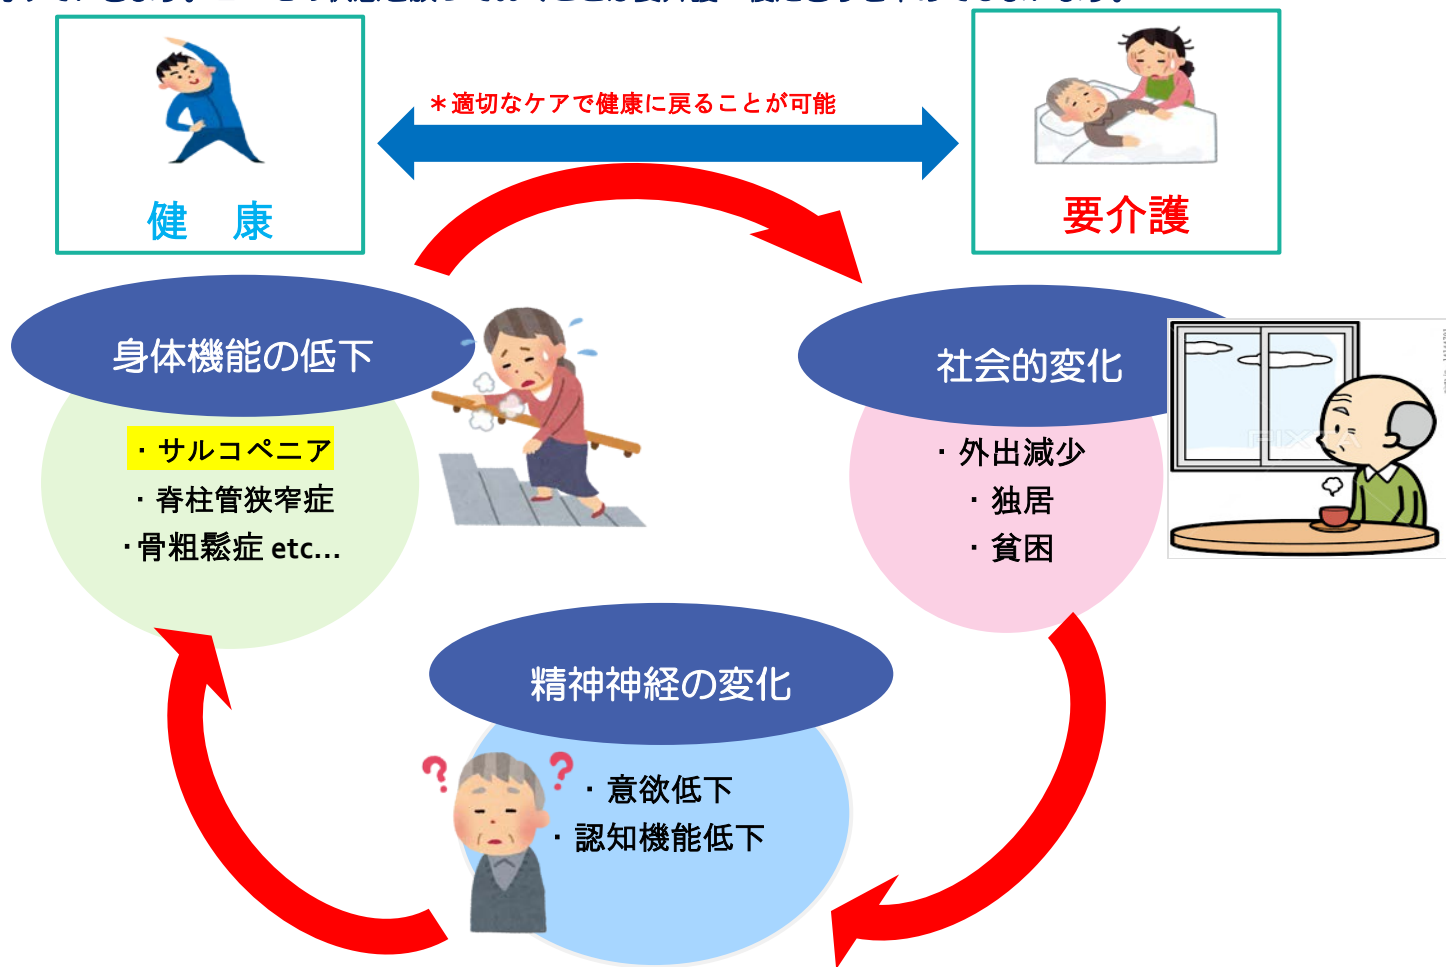 ＊適切なケアで健康に戻ることが可能
健　康
要介護
身体機能の低下
・サルコペニア
・脊柱管狭窄症
・骨粗鬆症 etc...
社会的変化
・外出減少
・独居
・貧困
PIXTA
精神神経の変化
・意欲低下
・認知機能低下